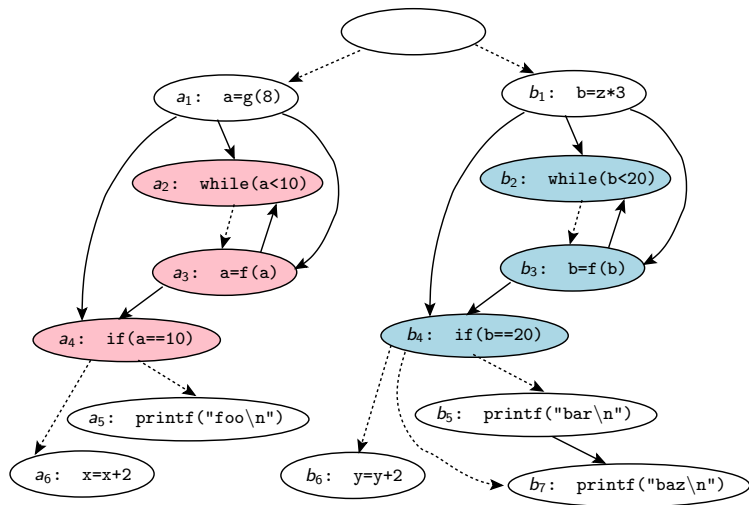 a1: a=g(8)
b1: b=z*3
a2: while(a<10)
b2: while(b<20)
a3: a=f(a)
b3: b=f(b)
a4: if(a==10)
b4: if(b==20)
a5: printf("foo\n")
b5: printf("bar\n")
a6: x=x+2
b6: y=y+2
b7: printf("baz\n")